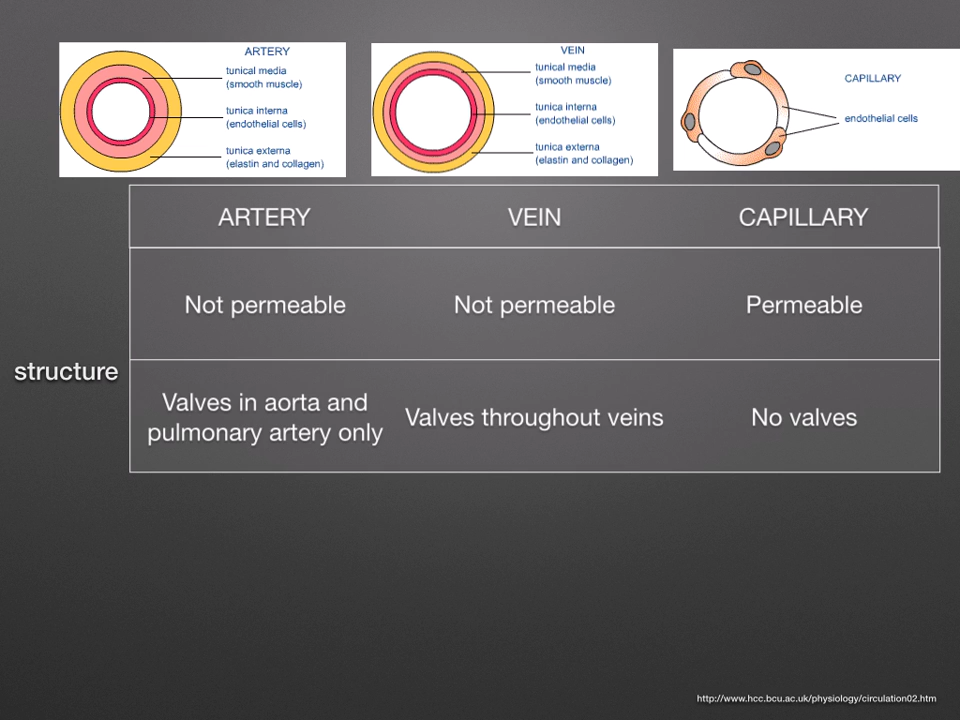 ARTERY
tunical media
(smooth muscle)
tunica interna
(endothelial cells)
tunica externa
(elastin and collagen)
VEIN
tunical media
(smooth muscle)
tunica interna
(endothelial cells)
tunica externa
(elastin and collagen)
CAPILLARY
endothelial cells
ARTERY VEIN CAPILLARY
structure
Not permeable Not permeable Permeable
Valves in aorta and
pulmonary artery only
Valves throughout veins
No valves
http://www.hcc.bcu.ac.uk/physiology/circulation02.htm